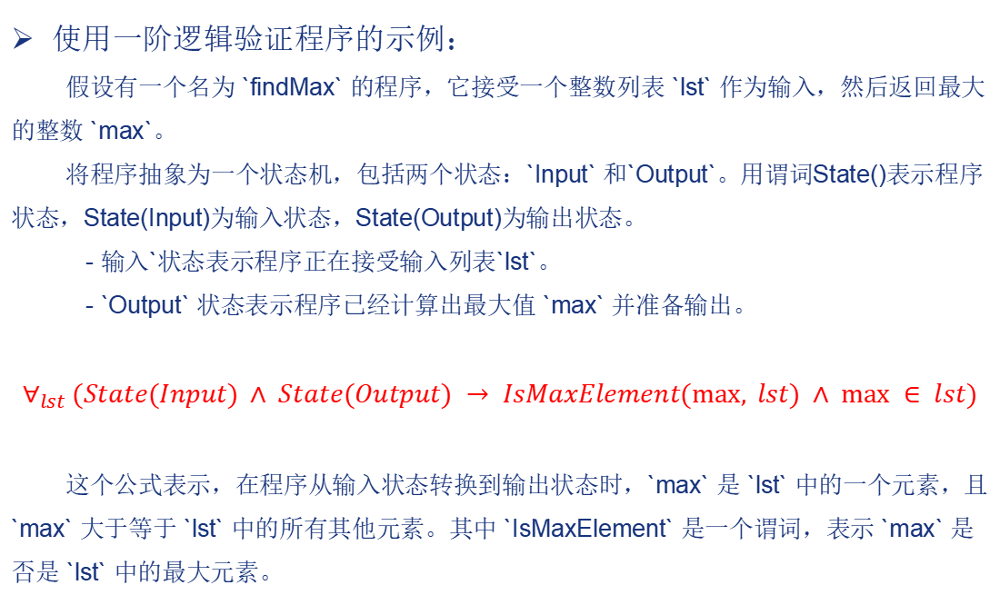 ➢ 使用一阶逻辑验证程序的示例：
假设有一个名为 `findMax` 的程序，它接受一个整数列表 `lst` 作为输入，然后返回最大
的整数 `max`。
将程序抽象为一个状态机，包括两个状态：`Input` 和`Output`。用谓词State()表示程序
状态，State(Input)为输入状态，State(Output)为输出状态。
- 输入`状态表示程序正在接受输入列表`lst`。
- `Output` 状态表示程序已经计算出最大值 `max` 并准备输出。
∀lst (State(Input) ∧ State(Output) → IsMaxElement(max, lst) ∧ max ∈ lst)
这个公式表示，在程序从输入状态转换到输出状态时，`max` 是 `lst` 中的一个元素，且
`max` 大于等于 `lst` 中的所有其他元素。其中 `IsMaxElement` 是一个谓词，表示 `max` 是
否是 `lst` 中的最大元素。